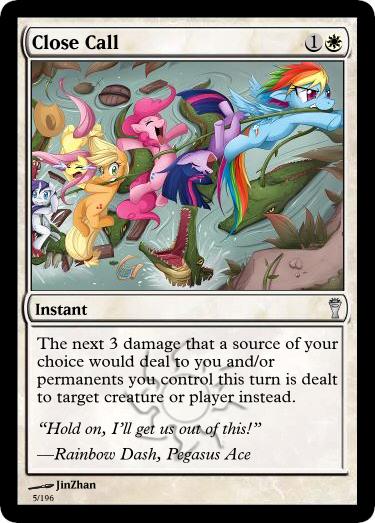 Close Call 1
Instant
The next 3 damage that a source of your
choice would deal to you and/or
permanents you control this turn is dealt
to target creature or player instead.
“Hold on, I’ll get us out of this!”
—Rainbow Dash, Pegasus Ace
JinZhan
5/196